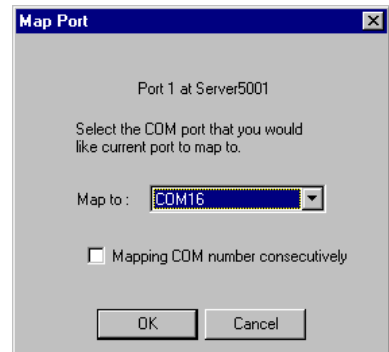 Map Port
Port 1 at Server5001
Select the COM port that you would
like current port to map to.
Map to : COM16
Mapping COM number consecutively
OK Cancel